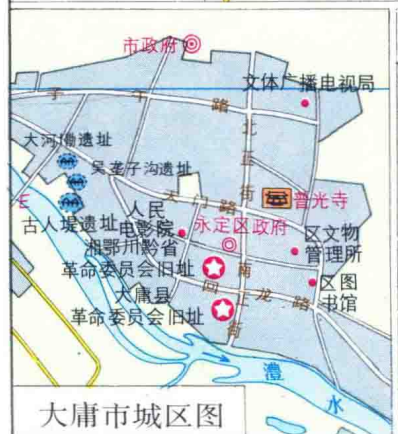 市政府
文体广播电视局
子午路
北正街
大河坳遗址
吴垄子沟遗址
天门路
普光寺
E
古人堤遗址
人民
电影院
永定区政府
区文物
管理所
湘鄂川黔省
革命委员会旧址
南正街
回龙路
区图
书馆
大庸县
革命委员会旧址
澧水
大庸市城区图